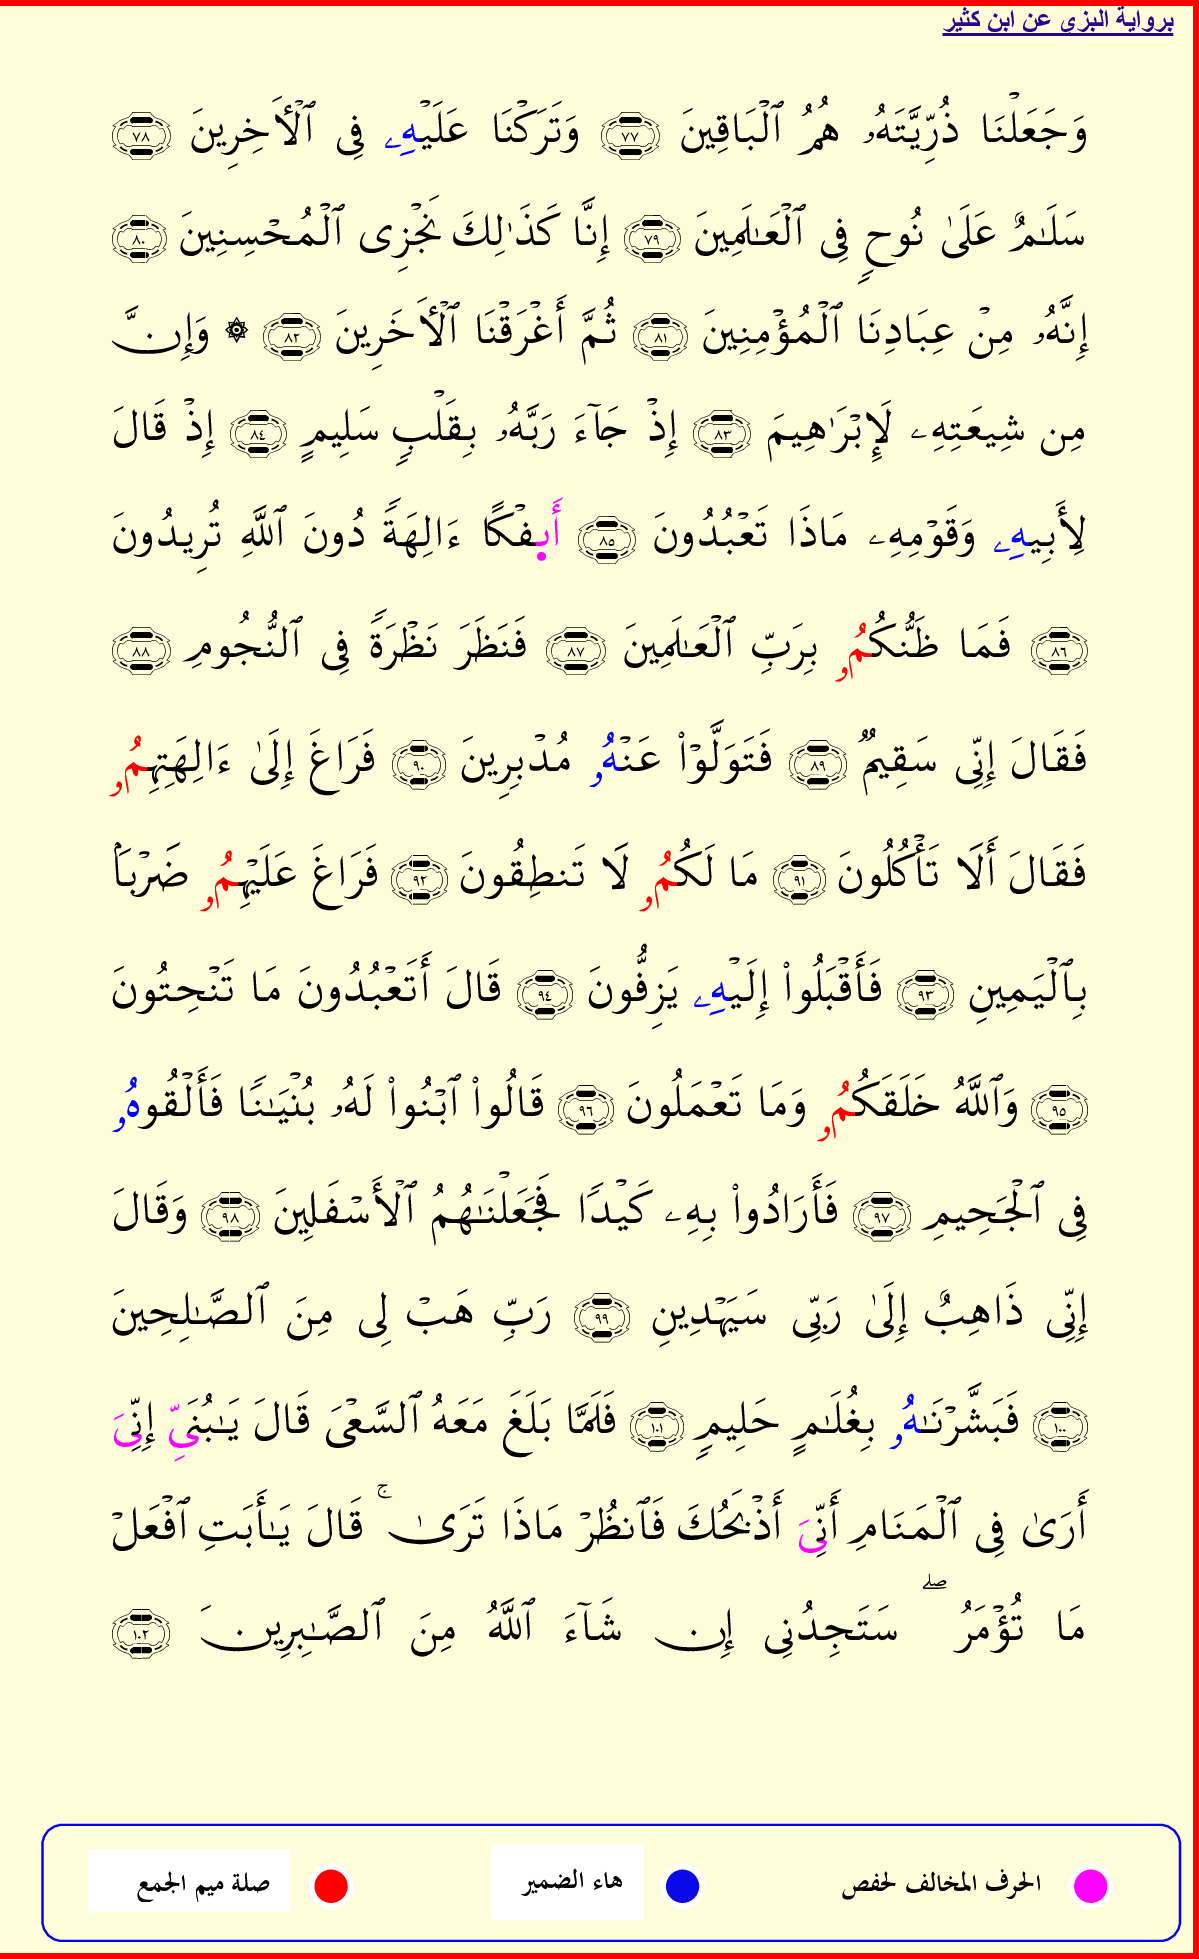 برواية البزي عن ابن كثير
وَجَعَلْنَا ذُرِّيَّتَهُۥ هُمُ ٱلْبَاقِينَ ٧٧ وَتَرَكْنَا عَلَيْهِۦ فِى ٱلْأَخِرِينَ ٧٨
سَلَـٰمٌ عَلَىٰ نُوحٍ فِى ٱلْعَـٰلَمِينَ ٧٩ إِنَّا كَذَٰلِكَ نَجْزِى ٱلْمُحْسِنِينَ ٨٠
إِنَّهُۥ مِنْ عِبَادِنَا ٱلْمُؤْمِنِينَ ٨١ ثُمَّ أَغْرَقْنَا ٱلْأَخَرِينَ ٨٢ ۞ وَإِنَّ
مِن شِيعَتِهِۦ لَإِبْرَٰهِيمَ ٨٣ إِذْ جَآءَ رَبَّهُۥ بِقَلْبٍ سَلِيمٍ ٨٤ إِذْ قَالَ
لِأَبِيهِۦ وَقَوْمِهِۦ مَاذَا تَعْبُدُونَ ٨٥ أَىِٕفْكًا ءَالِهَةً دُونَ ٱللَّهِ تُرِيدُونَ
٨٦ فَمَا ظَنُّكُمُۥ بِرَبِّ ٱلْعَـٰلَمِينَ ٨٧ فَنَظَرَ نَظْرَةً فِى ٱلنُّجُومِ ٨٨
فَقَالَ إِنِّى سَقِيمٌ ٨٩ فَتَوَلَّوْا۟ عَنْهُۥ مُدْبِرِينَ ٩٠ فَرَاغَ إِلَىٰ ءَالِهَتِهِمُۥ
فَقَالَ أَلَا تَأْكُلُونَ ٩١ مَا لَكُمُۥ لَا تَنطِقُونَ ٩٢ فَرَاغَ عَلَيْهِمُۥ ضَرْبًۢا
بِٱلْيَمِينِ ٩٣ فَأَقْبَلُوا۟ إِلَيْهِۦ يَزِفُّونَ ٩٤ قَالَ أَتَعْبُدُونَ مَا تَنْحِتُونَ
٩٥ وَٱللَّهُ خَلَقَكُمُۥ وَمَا تَعْمَلُونَ ٩٦ قَالُوا۟ ٱبْنُوا۟ لَهُۥ بُنْيَـٰنًا فَأَلْقُوهُۥ
فِى ٱلْجَحِيمِ ٩٧ فَأَرَادُوا۟ بِهِۦ كَيْدًا فَجَعَلْنَـٰهُمُ ٱلْأَسْفَلِينَ ٩٨ وَقَالَ
إِنِّى ذَاهِبٌ إِلَىٰ رَبِّى سَيَهْدِينِ ٩٩ رَبِّ هَبْ لِى مِنَ ٱلصَّـٰلِحِينَ
١٠٠ فَبَشَّرْنَـٰهُۥ بِغُلَـٰمٍ حَلِيمٍ ١٠١ فَلَمَّا بَلَغَ مَعَهُ ٱلسَّعْىَ قَالَ يَـٰبُنَىِّ إِنِّىَ
أَرَىٰ فِى ٱلْمَنَامِ أَنِّىَ أَذْبَحُكَ فَٱنظُرْ مَاذَا تَرَىٰ ۚ قَالَ يَـٰٓأَبَتِ ٱفْعَلْ
مَا تُؤْمَرُ ۖ سَتَجِدُنِى إِن شَآءَ ٱللَّهُ مِنَ ٱلصَّـٰبِرِينَ ١٠٢
الحرف المخالف لحفص هاء الضمير صلة ميم الجمع